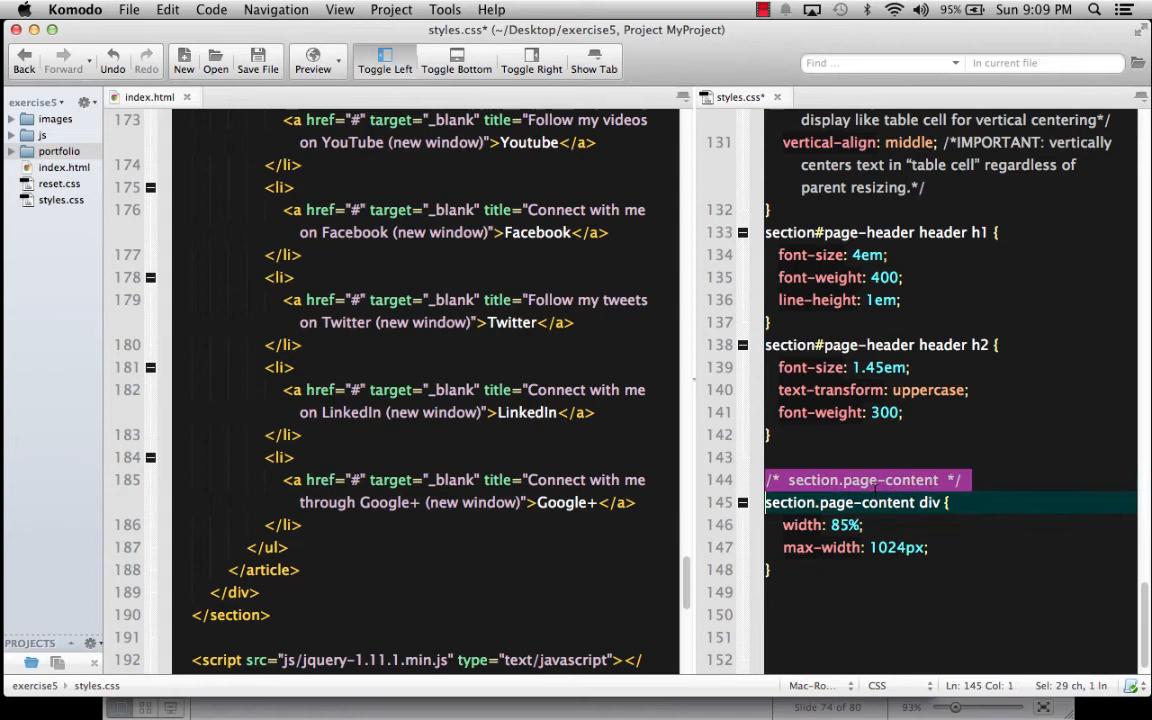 Komodo File Edit Code Navigation View Project Tools Help 95% Sun 9:09 PM
styles.css* (~/Desktop/exercise5, Project MyProject)
Back Forward Undo Redo New Open Save File Preview Toggle Left Toggle Bottom Toggle Right Show Tab Find ... In current file
exercise5
images
js
portfolio
index.html
reset.css
styles.css
PROJECTS
index.html
173 <a href="#" target="_blank" title="Follow my videos
on YouTube (new window)">Youtube</a>
174 </li>
175 <li>
176 <a href="#" target="_blank" title="Connect with me
on Facebook (new window)">Facebook</a>
177 </li>
178 <li>
179 <a href="#" target="_blank" title="Follow my tweets
on Twitter (new window)">Twitter</a>
180 </li>
181 <li>
182 <a href="#" target="_blank" title="Connect with me
on LinkedIn (new window)">LinkedIn</a>
183 </li>
184 <li>
185 <a href="#" target="_blank" title="Connect with me
through Google+ (new window)">Google+</a>
186 </li>
187 </ul>
188 </article>
189 </div>
190 </section>
191
192 <script src="js/jquery-1.11.1.min.js" type="text/javascript"></
styles.css*
display like table cell for vertical centering*/
131 vertical-align: middle; /*IMPORTANT: vertically
centers text in “table cell” regardless of
parent resizing.*/
132 }
133 section#page-header header h1 {
134 font-size: 4em;
135 font-weight: 400;
136 line-height: 1em;
137 }
138 section#page-header header h2 {
139 font-size: 1.45em;
140 text-transform: uppercase;
141 font-weight: 300;
142 }
143
144 /* section.page-content */
145 section.page-content div {
146 width: 85%;
147 max-width: 1024px;
148 }
149
150
151
152
exercise5 styles.css Mac-Ro... CSS Ln: 145 Col: 1 Sel: 29 ch, 1 ln
Slide 74 of 80 93%